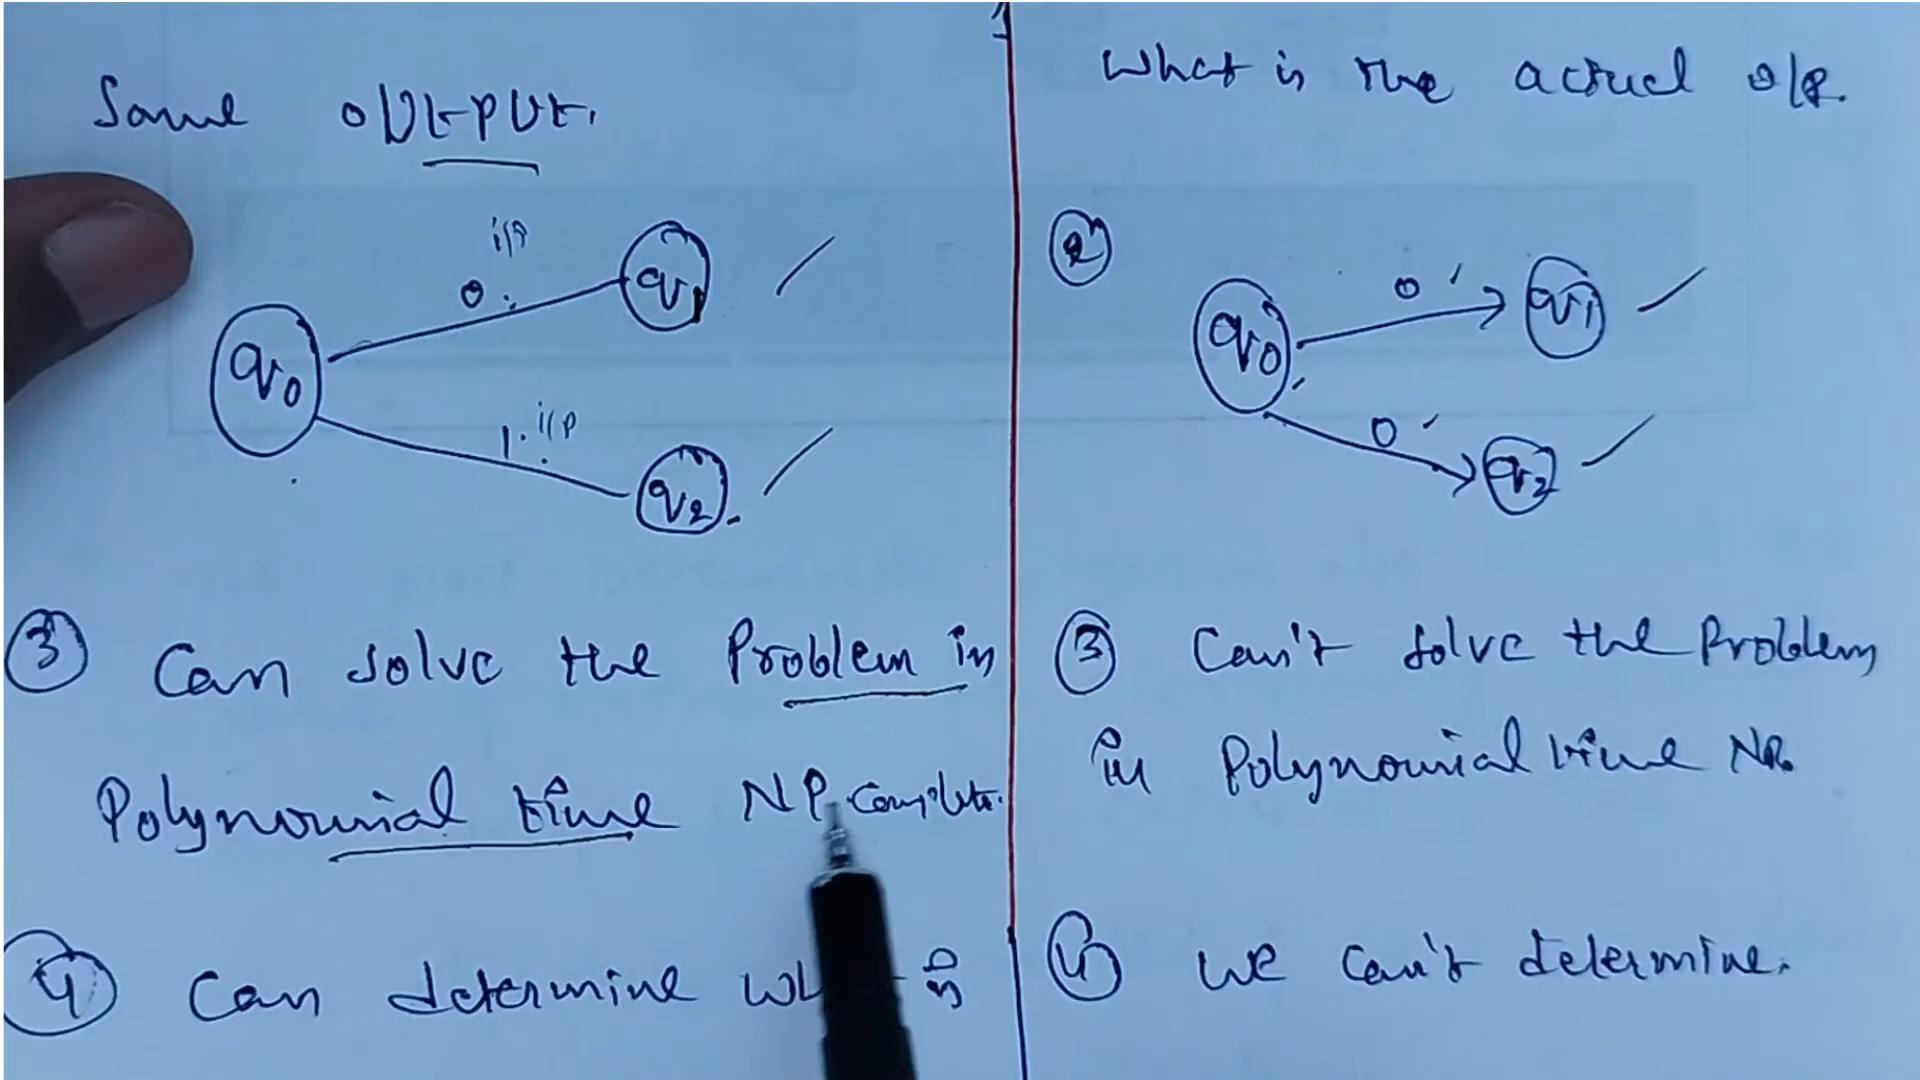 Same output.
i/p
0
q1
q0
1 i/p
q2
③ Can solve the Problem in
Polynomial time NP complete.
④ Can determine
What is the actual o/p.
②
0
q1
q0
0
q2
③ Can't solve the Problem
in Polynomial time NP.
④ We can't determine.